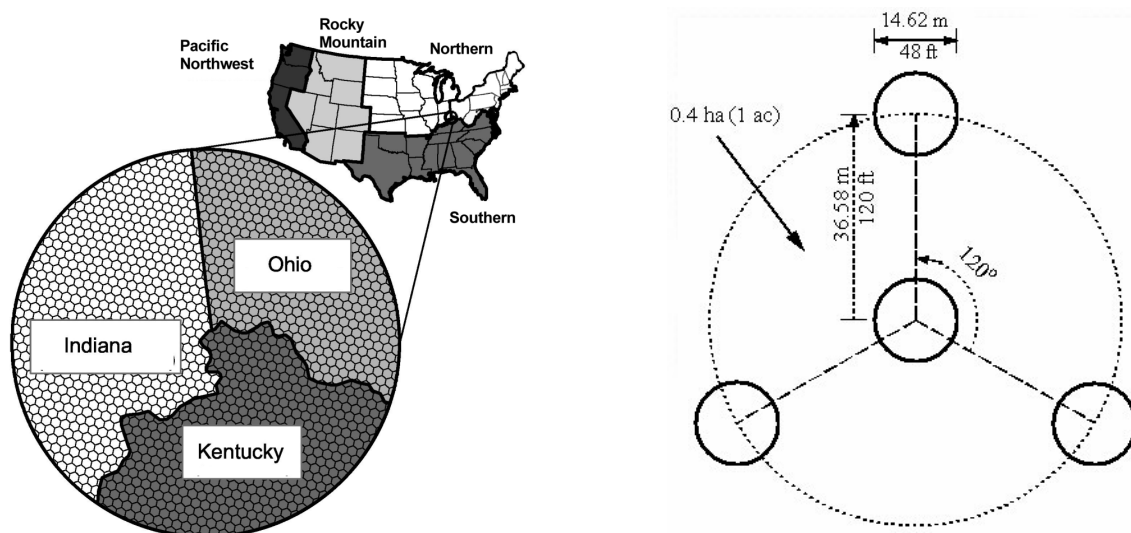 Rocky
Mountain
Pacific
Northwest
Northern
Southern
Ohio
Indiana
Kentucky
14.62 m
48 ft
0.4 ha (1 ac)
36.58 m
120 ft
120º